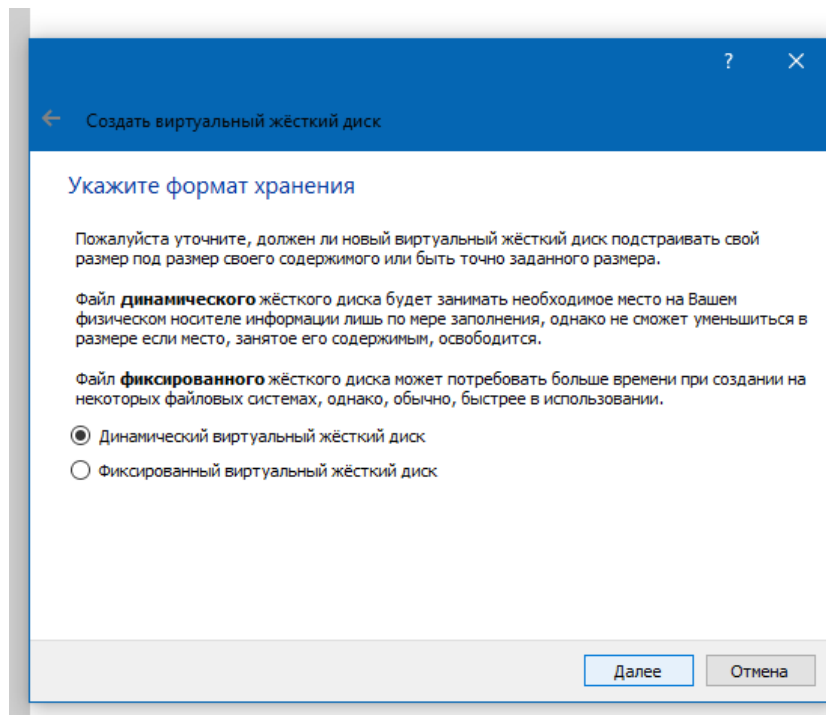 ?
Создать виртуальный жёсткий диск
Укажите формат хранения
Пожалуйста уточните, должен ли новый виртуальный жёсткий диск подстраивать свой
размер под размер своего содержимого или быть точно заданного размера.
Файл динамического жёсткого диска будет занимать необходимое место на Вашем
физическом носителе информации лишь по мере заполнения, однако не сможет уменьшиться в
размере если место, занятое его содержимым, освободится.
Файл фиксированного жёсткого диска может потребовать больше времени при создании на
некоторых файловых системах, однако, обычно, быстрее в использовании.
Динамический виртуальный жёсткий диск
Фиксированный виртуальный жёсткий диск
Далее Отмена